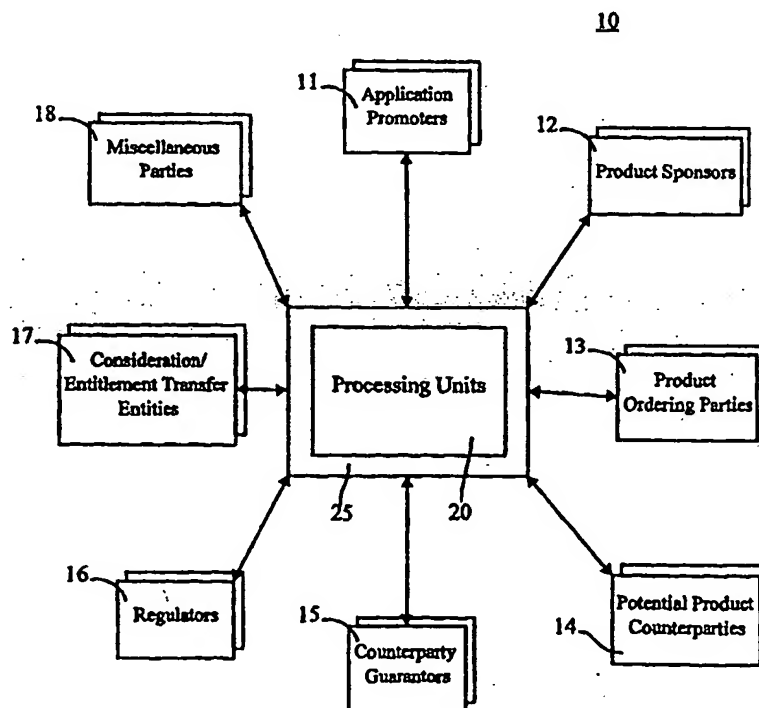 10
11
Application
Promoters
18
Miscellaneous
Parties
12
Product Sponsors
17
Consideration/
Entitlement Transfer
Entities
Processing Units
13
Product
Ordering Parties
25
20
16
Regulators
15
Counterparty
Guarantors
Potential Product
Counterparties
14